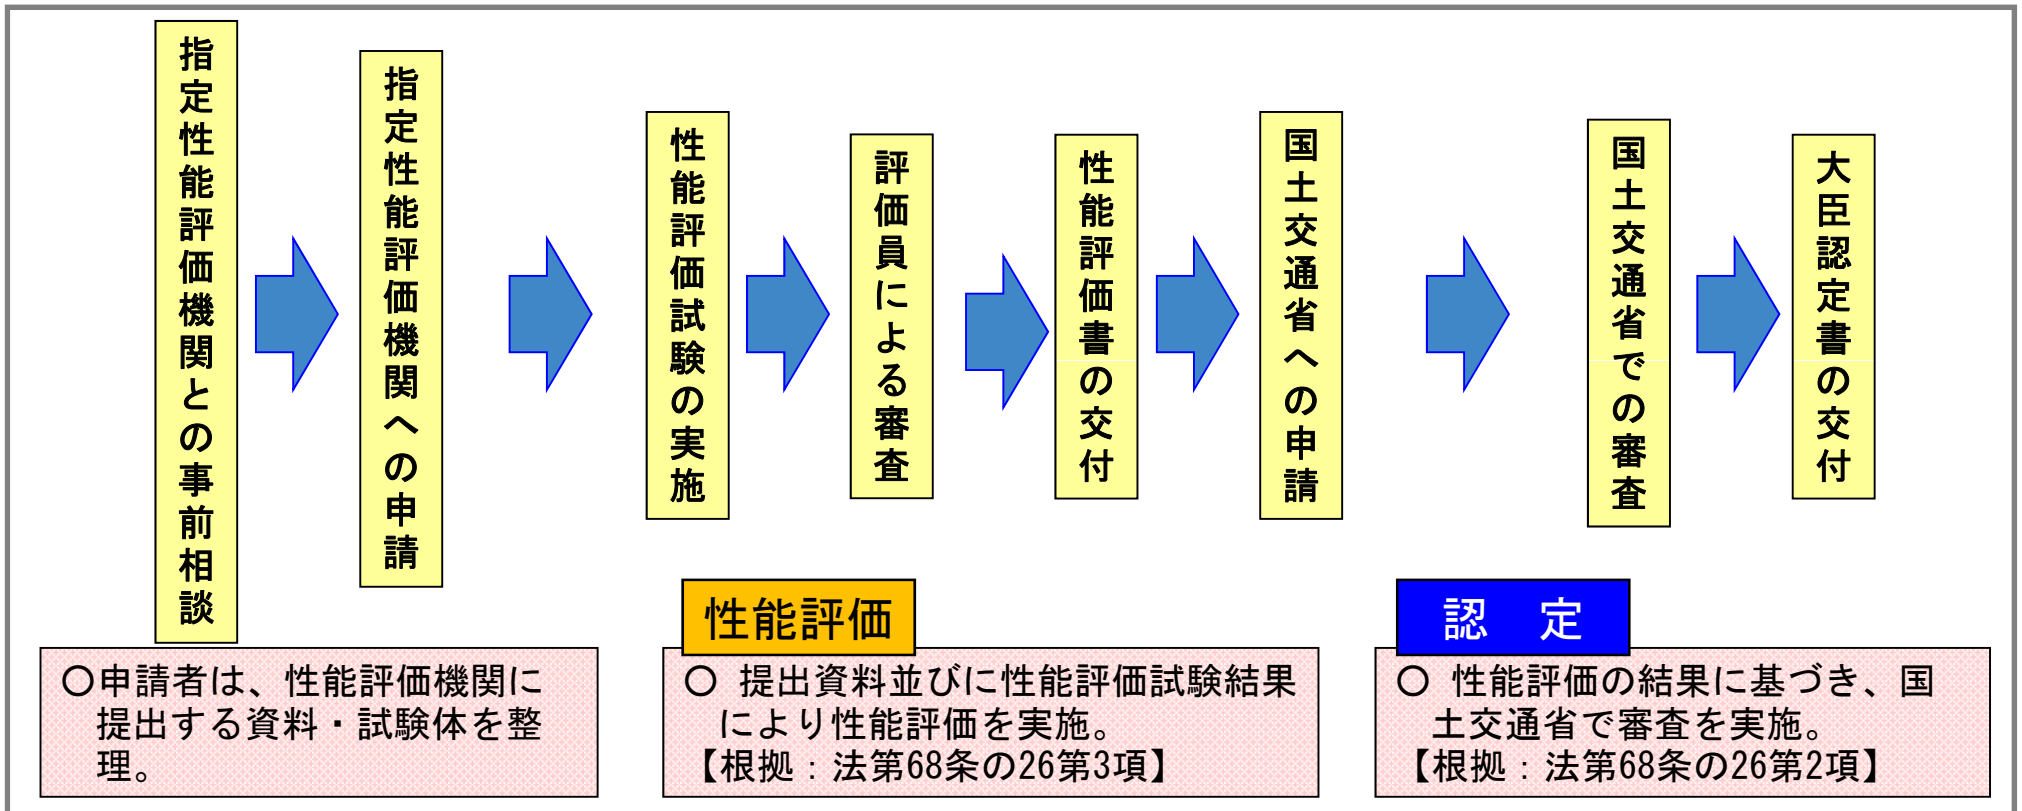 指定性能評価機関との事前相談
指定性能評価機関への申請
性能評価試験の実施
評価員による審査
性能評価書の交付
国土交通省への申請
国土交通省での審査
大臣認定書の交付
〇申請者は、性能評価機関に
提出する資料・試験体を整
理。
性能評価
〇 提出資料並びに性能評価試験結果
により性能評価を実施。
【根拠：法第68条の26第3項】
認 定
〇 性能評価の結果に基づき、国
土交通省で審査を実施。
【根拠：法第68条の26第2項】